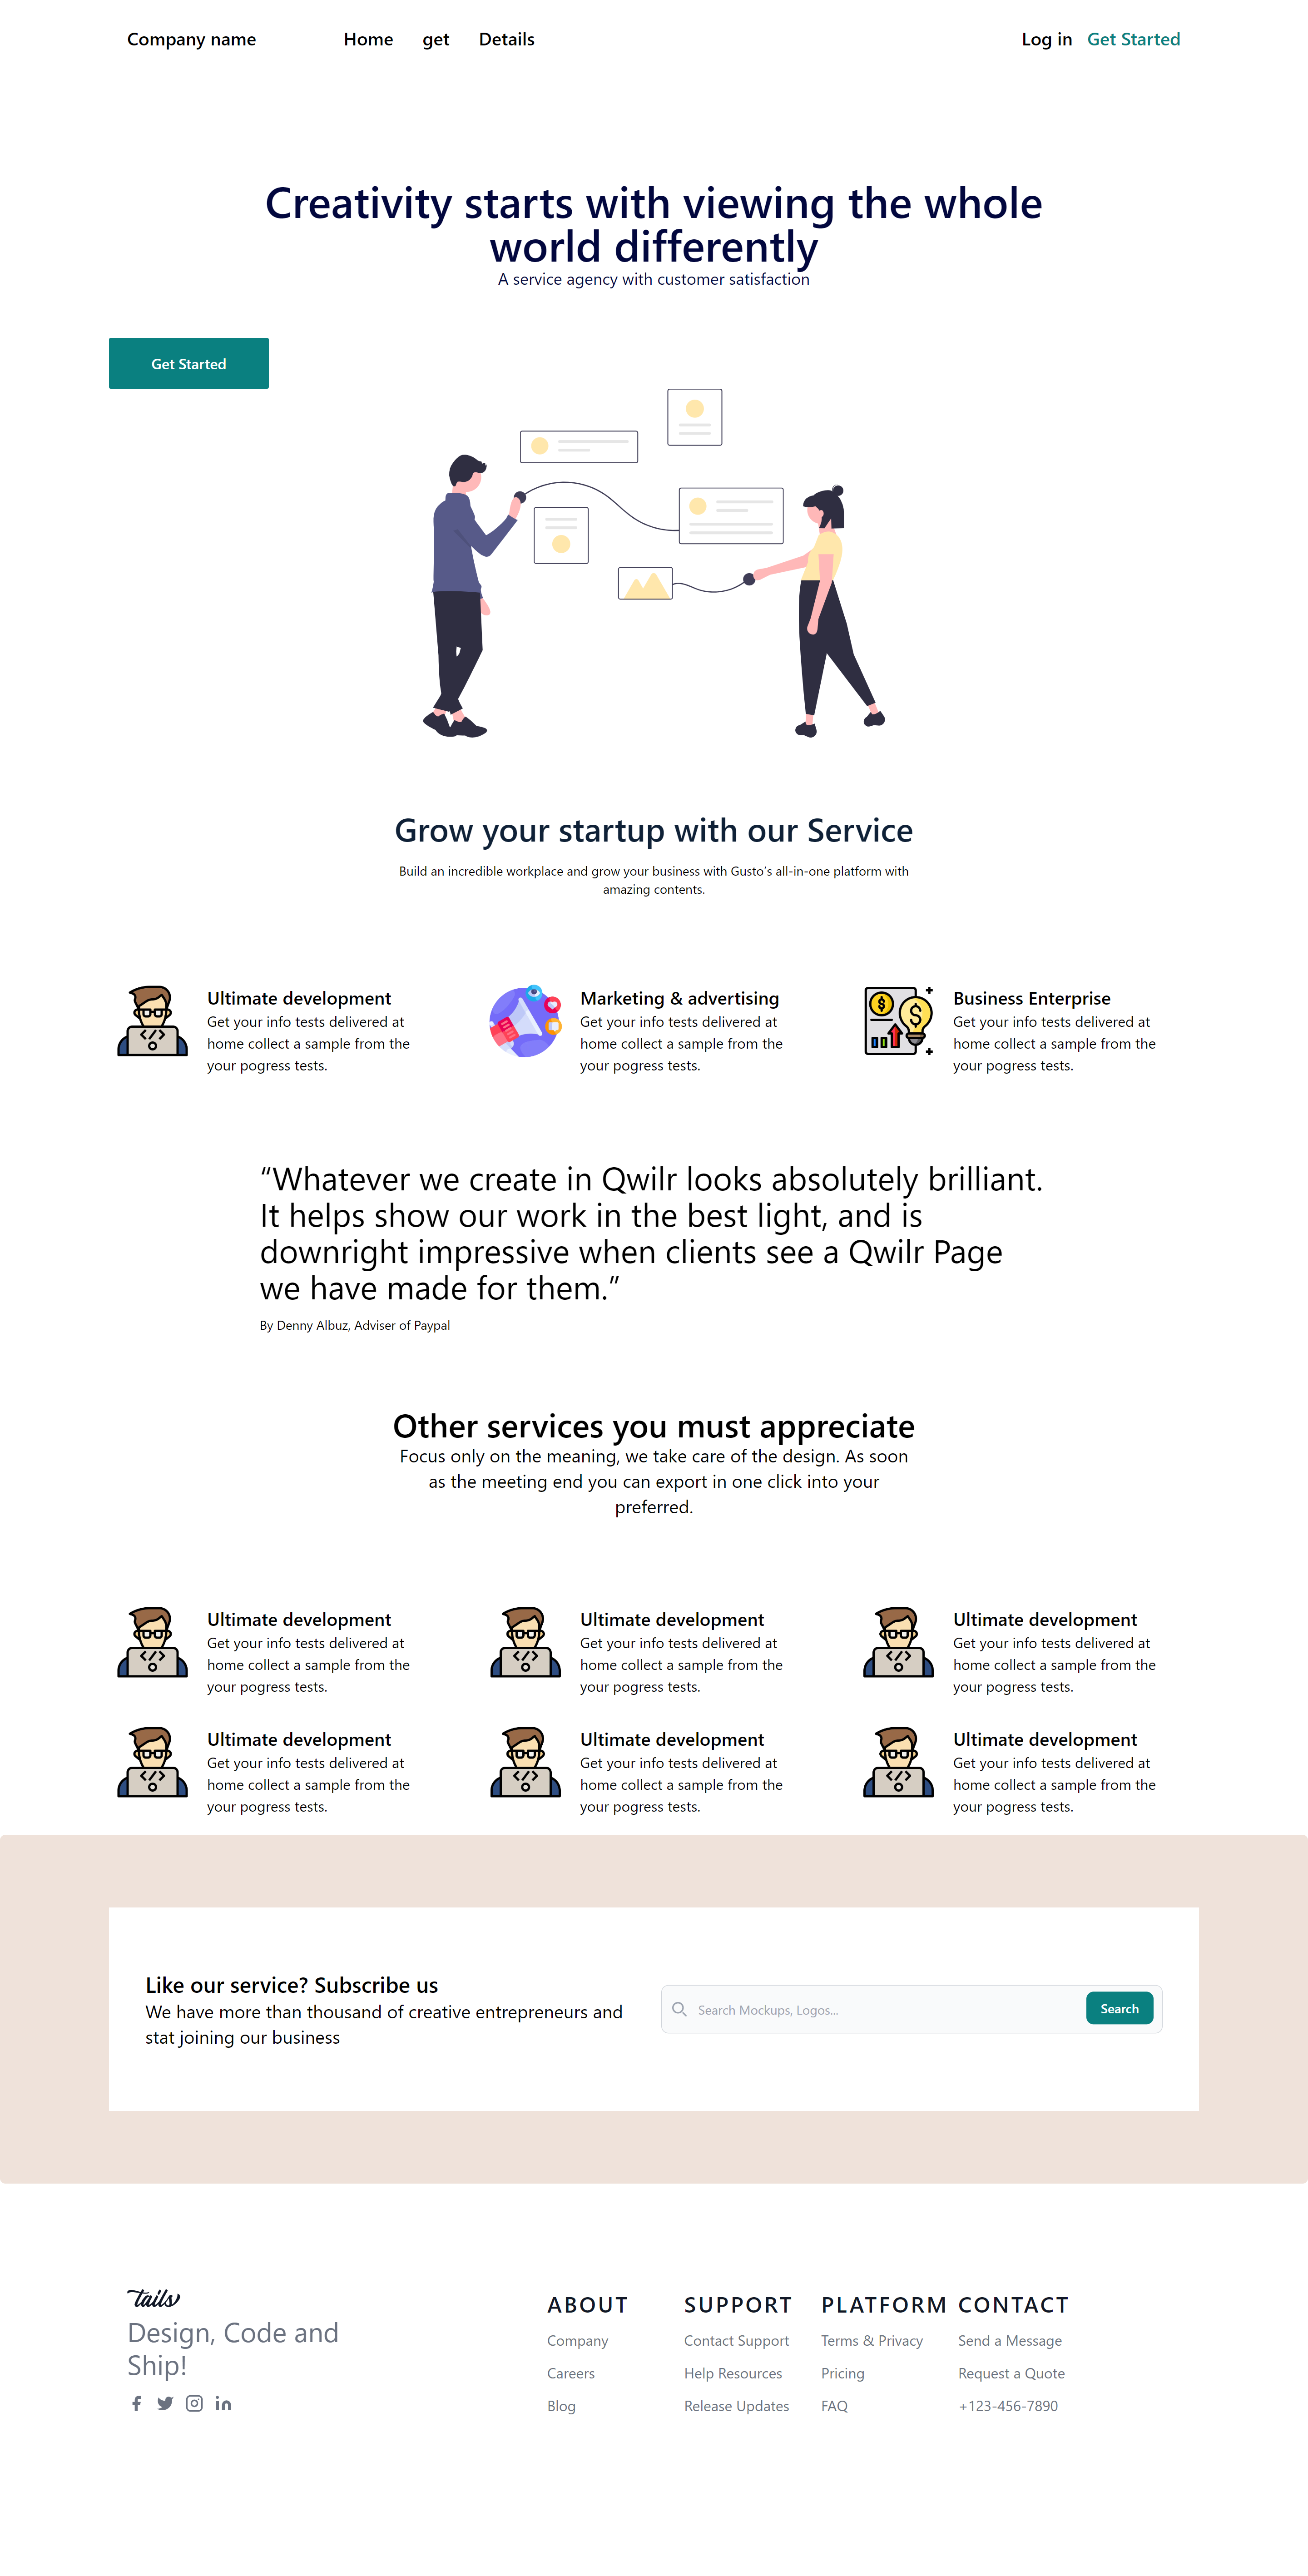 Company name
Home
get
Details
Log in
Get Started
Creativity starts with viewing the whole
world differently
A service agency with customer satisfaction
Get Started
Grow your startup with our Service
Build an incredible workplace and grow your business with Gusto's all-in-one platform with
amazing contents.
Ultimate development
Get your info tests delivered at
home collect a sample from the
your pogress tests.
Marketing & advertising
Get your info tests delivered at
home collect a sample from the
your pogress tests.
Business Enterprise
Get your info tests delivered at
home collect a sample from the
your pogress tests.
“Whatever we create in Qwilr looks absolutely brilliant.
It helps show our work in the best light, and is
downright impressive when clients see a Qwilr Page
we have made for them.”
By Denny Albuz, Adviser of Paypal
Other services you must appreciate
Focus only on the meaning, we take care of the design. As soon
as the meeting end you can export in one click into your
preferred.
Ultimate development
Get your info tests delivered at
home collect a sample from the
your pogress tests.
Ultimate development
Get your info tests delivered at
home collect a sample from the
your pogress tests.
Ultimate development
Get your info tests delivered at
home collect a sample from the
your pogress tests.
Ultimate development
Get your info tests delivered at
home collect a sample from the
your pogress tests.
Ultimate development
Get your info tests delivered at
home collect a sample from the
your pogress tests.
Ultimate development
Get your info tests delivered at
home collect a sample from the
your pogress tests.
Like our service? Subscribe us
We have more than thousand of creative entrepreneurs and
stat joining our business
Search Mockups, Logos...
Search
tails
Design, Code and
Ship!
ABOUT
Company
Careers
Blog
SUPPORT
Contact Support
Help Resources
Release Updates
PLATFORM
Terms & Privacy
Pricing
FAQ
CONTACT
Send a Message
Request a Quote
+123-456-7890